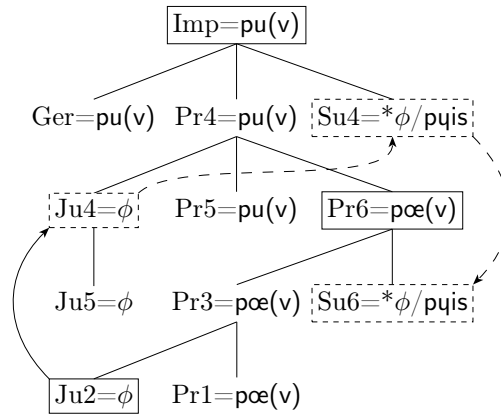 Imp=pu(v)
Ger=pu(v) Pr4=pu(v) Su4=*ϕ/pɥis
Ju4=ϕ Pr5=pu(v) Pr6=pœ(v)
Ju5=ϕ Pr3=pœ(v) Su6=*ϕ/pɥis
Ju2=ϕ Pr1=pœ(v)